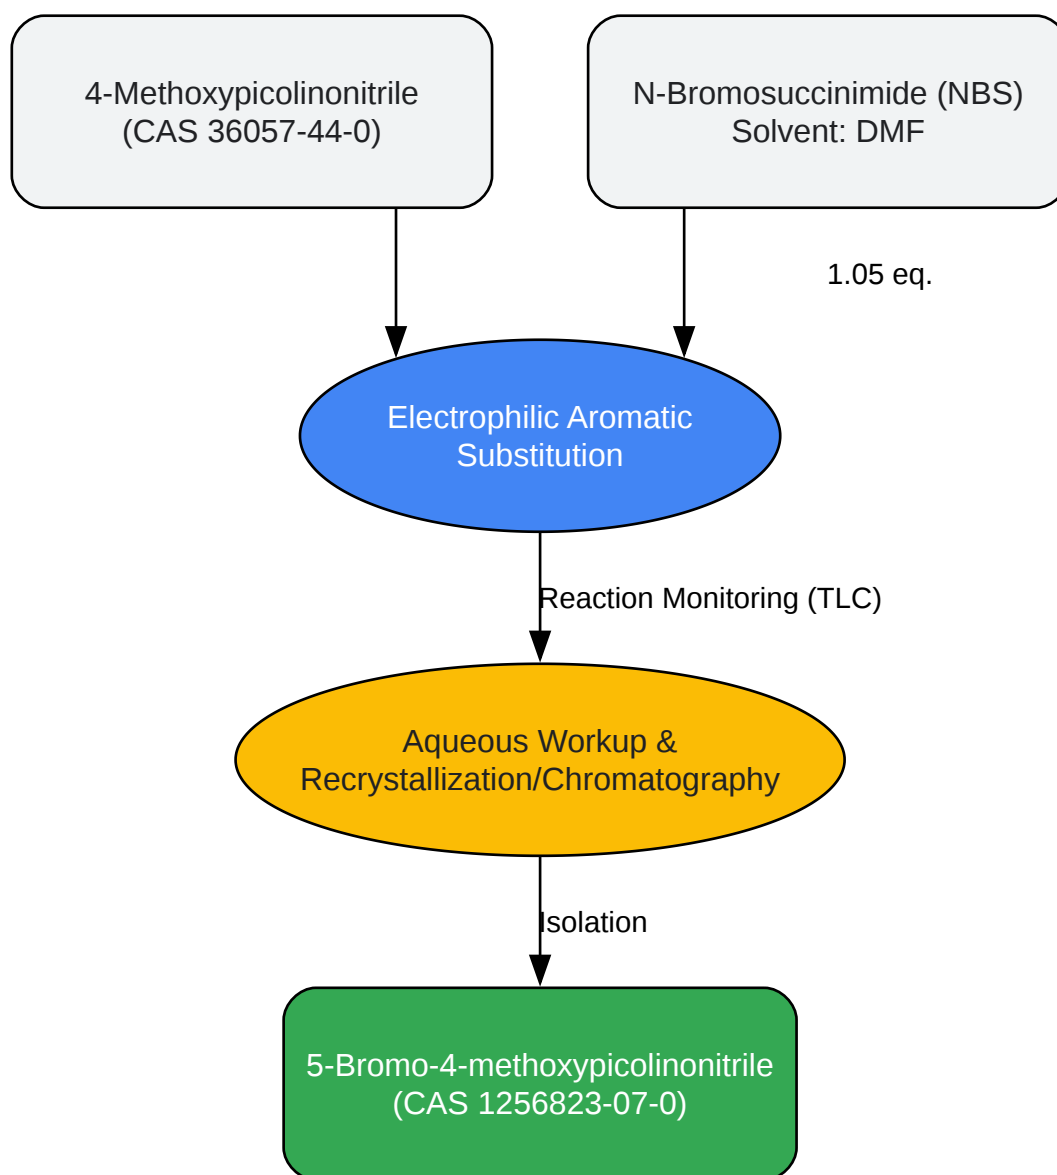 4-Methoxypicolinonitrile
(CAS 36057-44-0)
N-Bromosuccinimide (NBS)
Solvent: DMF
1.05 eq.
Electrophilic Aromatic
Substitution
Reaction Monitoring (TLC)
Aqueous Workup &
Recrystallization/Chromatography
Isolation
5-Bromo-4-methoxypicolinonitrile
(CAS 1256823-07-0)